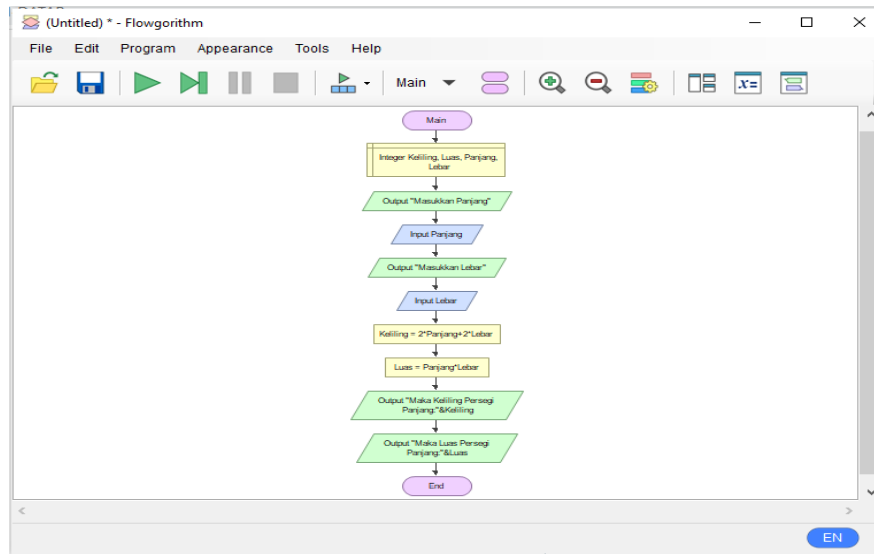 (Untitled) * - Flowgorithm
File Edit Program Appearance Tools Help
Main
x=
Main
Integer Keliling, Luas, Panjang,
Lebar
Output "Masukkan Panjang"
Input Panjang
Output "Masukkan Lebar"
Input Lebar
Keliling = 2*Panjang+2*Lebar
Luas = Panjang*Lebar
Output "Maka Keliling Persegi
Panjang:"&Keliling
Output "Maka Luas Persegi
Panjang:"&Luas
End
EN